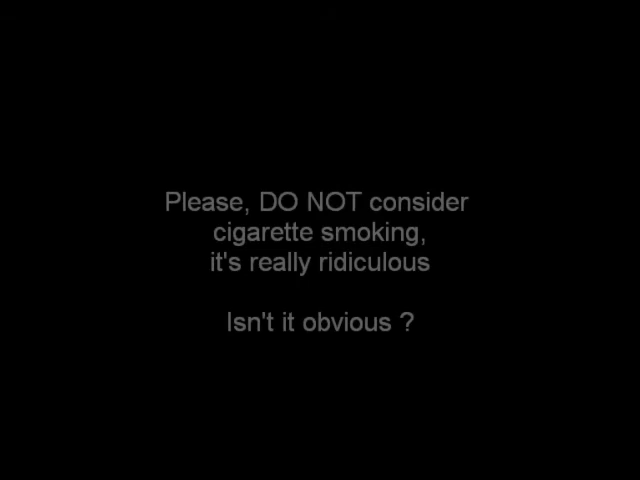 Please, DO NOT consider
cigarette smoking,
it's really ridiculous
Isn't it obvious ?